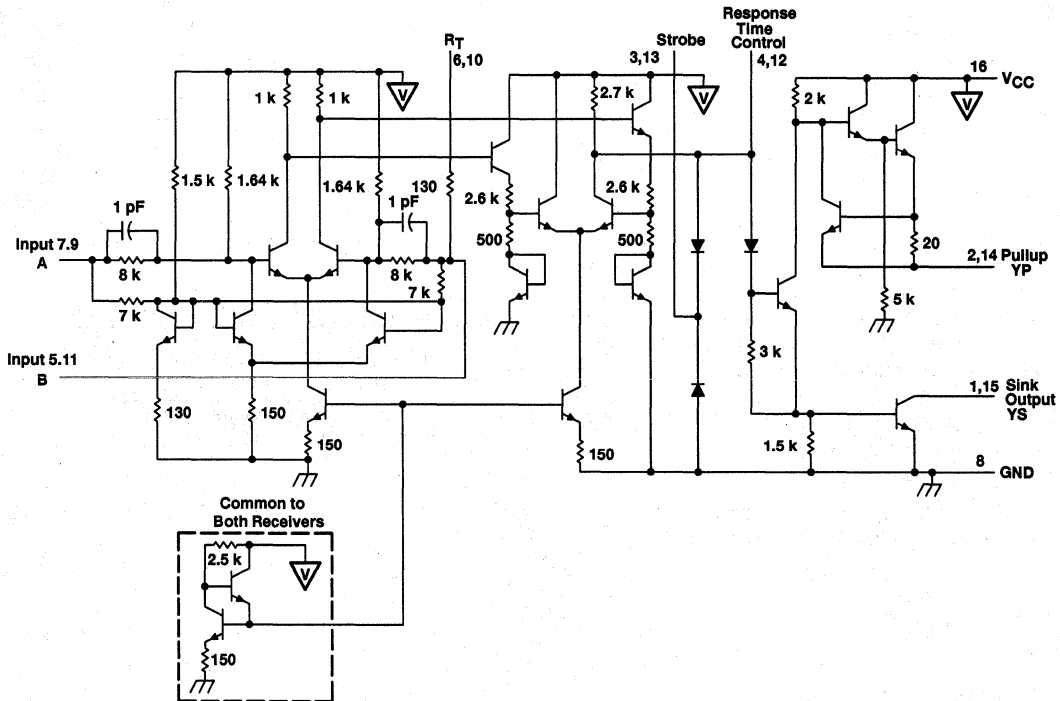 Response
Time
Control
4,12
Strobe
3,13
RT
6,10
16
VCC
V
V
V
1 k
1 k
2.7 k
2 k
1.5 k
1.64 k
1.64 k
130
2.6 k
2.6 k
1 pF
1 pF
500
500
20
Input 7.9
A
8 k
8 k
7 k
7 k
2,14 Pullup
YP
5 k
3 k
Input 5.11
B
130
150
150
150
1.5 k
1,15 Sink
Output
YS
8
GND
Common to
Both Receivers
2.5 k
V
150